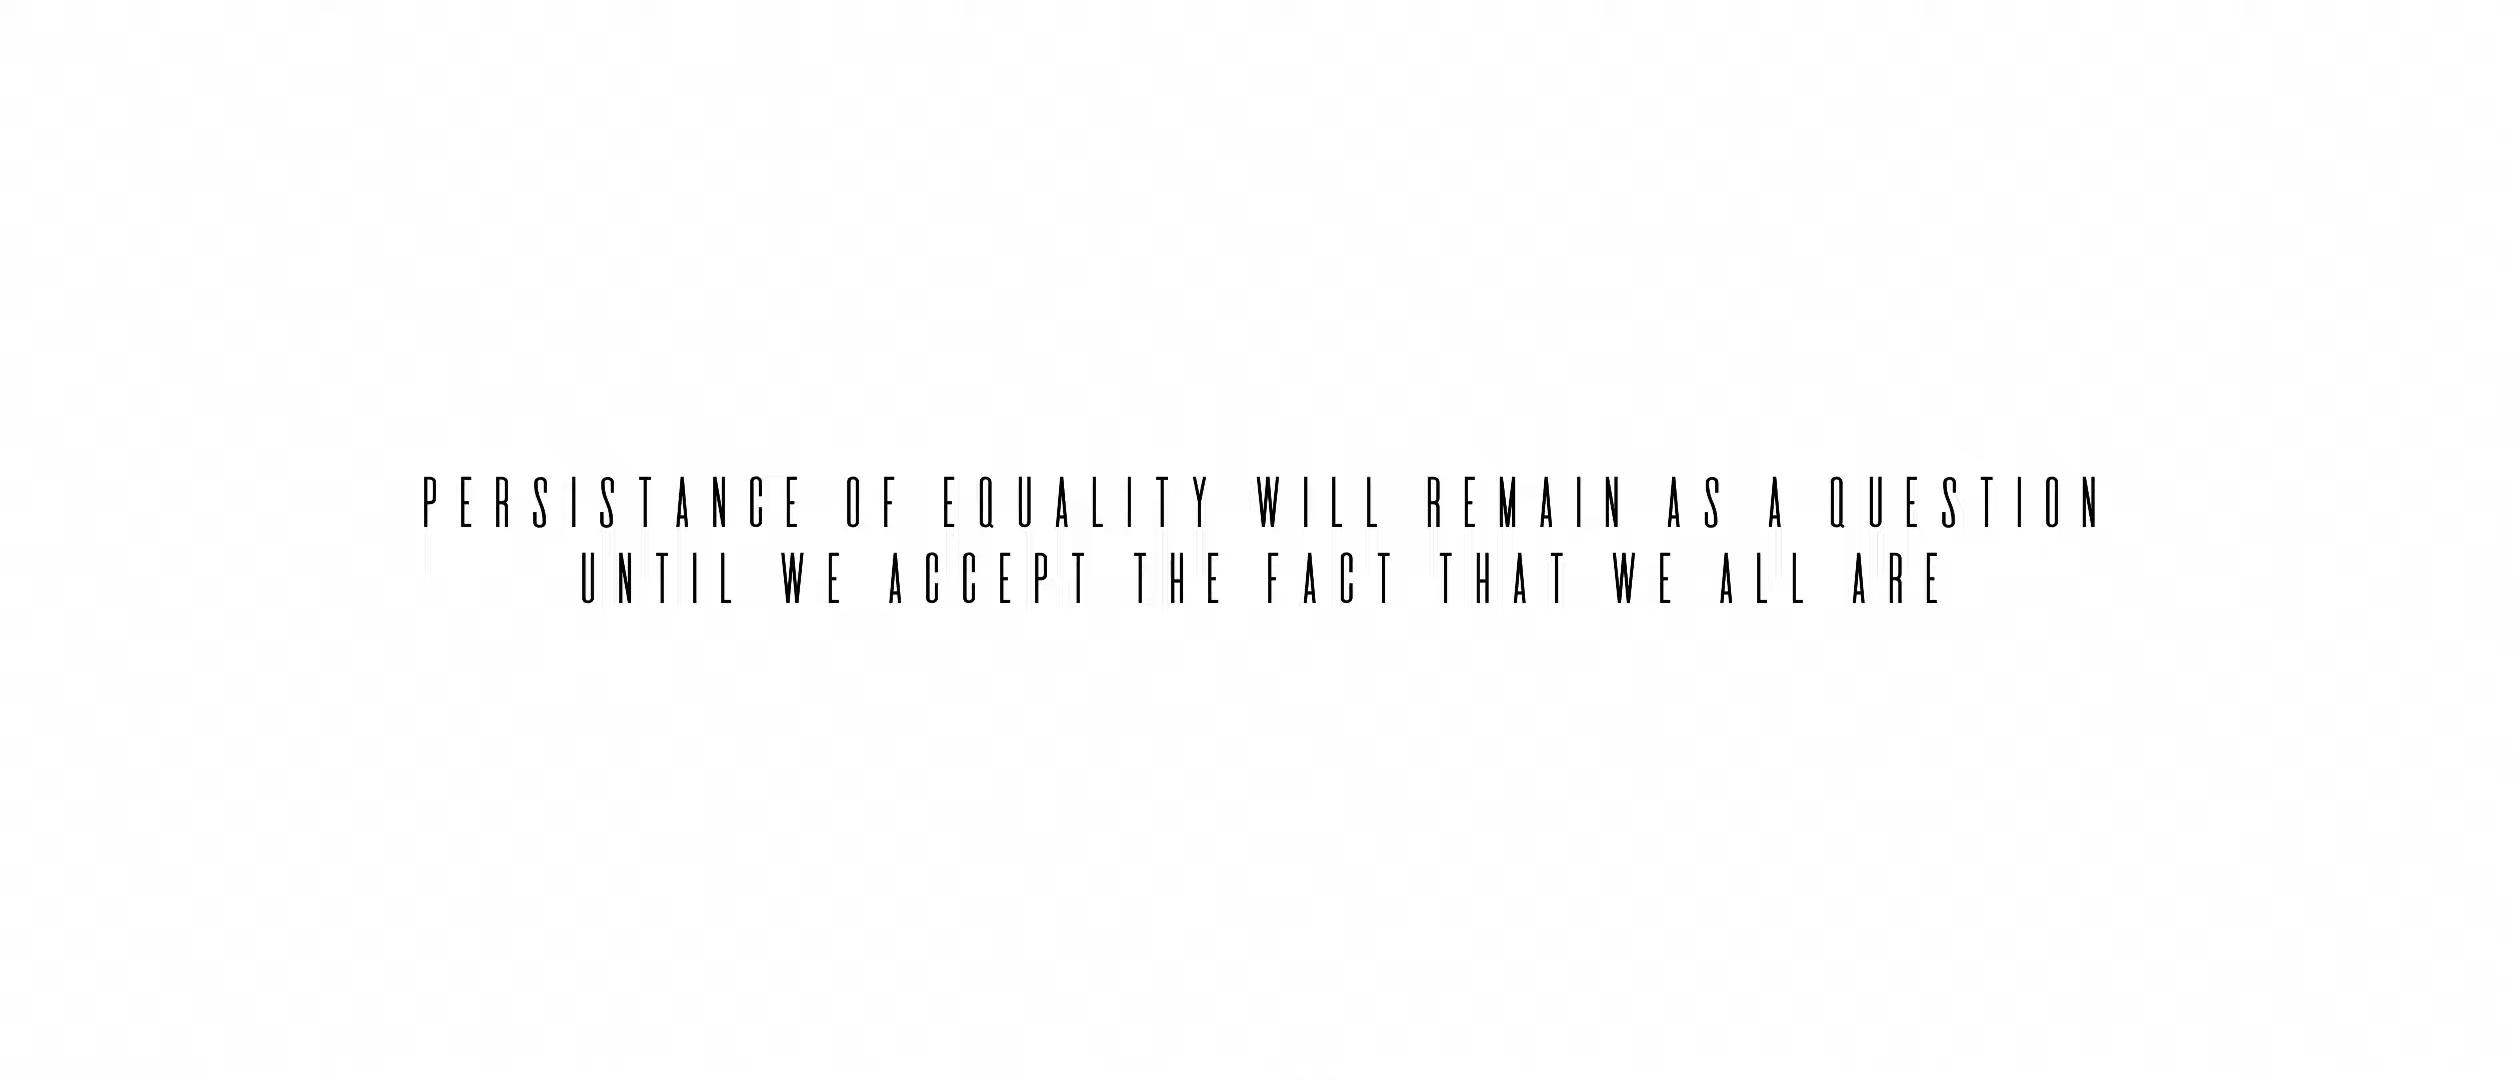 PERSISTANCE OF EQUALITY WILL REMAIN AS A QUESTION
UNTIL WE ACCEPT THE FACT THAT WE ALL ARE